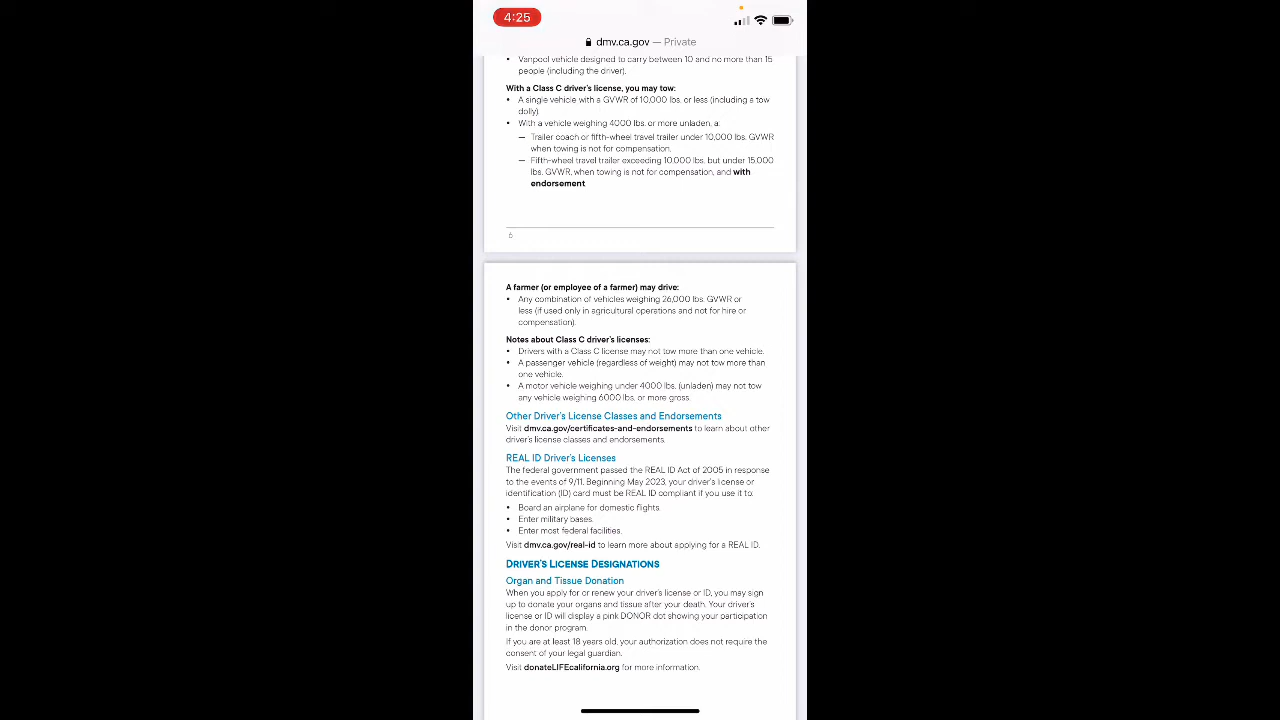 4:25
dmv.ca.gov — Private
• Vanpool vehicle designed to carry between 10 and no more than 15
people (including the driver).
With a Class C driver's license, you may tow:
• A single vehicle with a GVWR of 10,000 lbs. or less (including a tow
dolly).
• With a vehicle weighing 4000 lbs. or more unladen, a:
— Trailer coach or fifth-wheel travel trailer under 10,000 lbs. GVWR
when towing is not for compensation.
— Fifth-wheel travel trailer exceeding 10,000 lbs. but under 15,000
lbs. GVWR, when towing is not for compensation, and with
endorsement
6
A farmer (or employee of a farmer) may drive:
• Any combination of vehicles weighing 26,000 lbs. GVWR or
less (if used only in agricultural operations and not for hire or
compensation).
Notes about Class C driver's licenses:
• Drivers with a Class C license may not tow more than one vehicle.
• A passenger vehicle (regardless of weight) may not tow more than
one vehicle.
• A motor vehicle weighing under 4000 lbs. (unladen) may not tow
any vehicle weighing 6000 lbs. or more gross.
Other Driver's License Classes and Endorsements
Visit dmv.ca.gov/certificates-and-endorsements to learn about other
driver's license classes and endorsements.
REAL ID Driver's Licenses
The federal government passed the REAL ID Act of 2005 in response
to the events of 9/11. Beginning May 2023, your driver's license or
identification (ID) card must be REAL ID compliant if you use it to:
• Board an airplane for domestic flights.
• Enter military bases.
• Enter most federal facilities.
Visit dmv.ca.gov/real-id to learn more about applying for a REAL ID.
DRIVER'S LICENSE DESIGNATIONS
Organ and Tissue Donation
When you apply for or renew your driver's license or ID, you may sign
up to donate your organs and tissue after your death. Your driver's
license or ID will display a pink DONOR dot showing your participation
in the donor program.
If you are at least 18 years old, your authorization does not require the
consent of your legal guardian.
Visit donateLIFEcalifornia.org for more information.